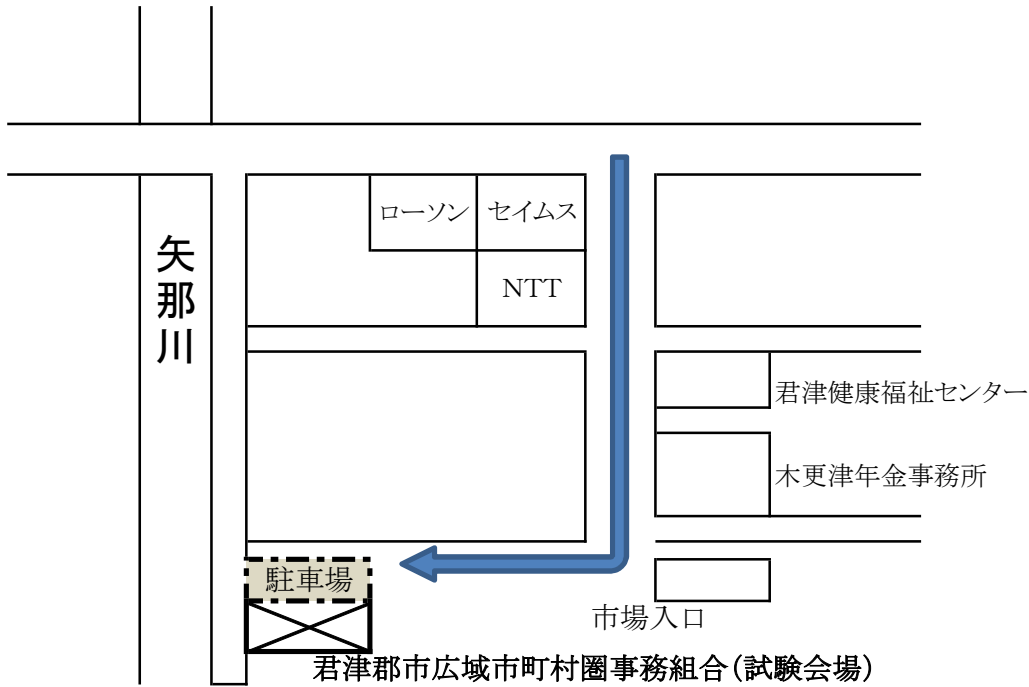 ローソン
セイムス
NTT
矢那川
君津健康福祉センター
木更津年金事務所
駐車場
市場入口
君津郡市広域市町村圏事務組合(試験会場)